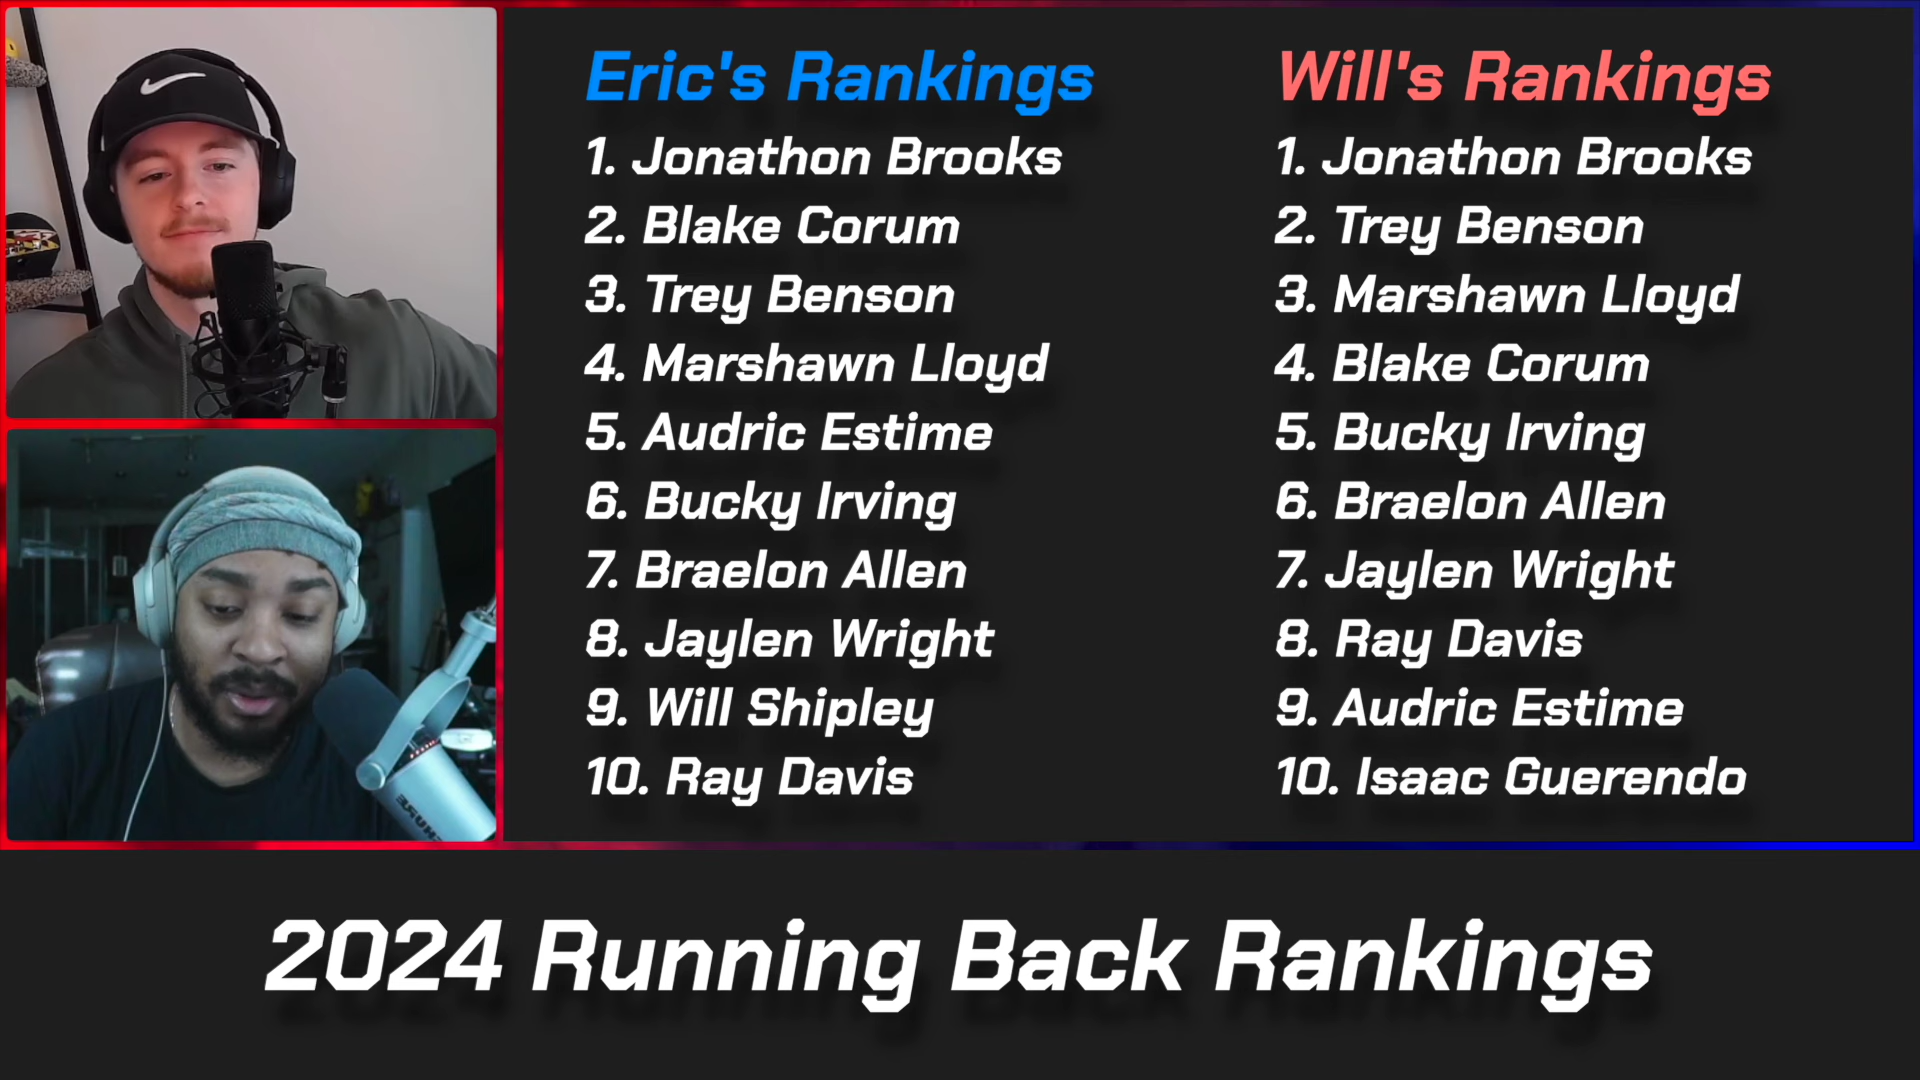 Eric's Rankings
1. Jonathon Brooks
2. Blake Corum
3. Trey Benson
4. Marshawn Lloyd
5. Audric Estime
6. Bucky Irving
7. Braelon Allen
8. Jaylen Wright
9. Will Shipley
10. Ray Davis
Will's Rankings
1. Jonathon Brooks
2. Trey Benson
3. Marshawn Lloyd
4. Blake Corum
5. Bucky Irving
6. Braelon Allen
7. Jaylen Wright
8. Ray Davis
9. Audric Estime
10. Isaac Guerendo
SHURE
2024 Running Back Rankings